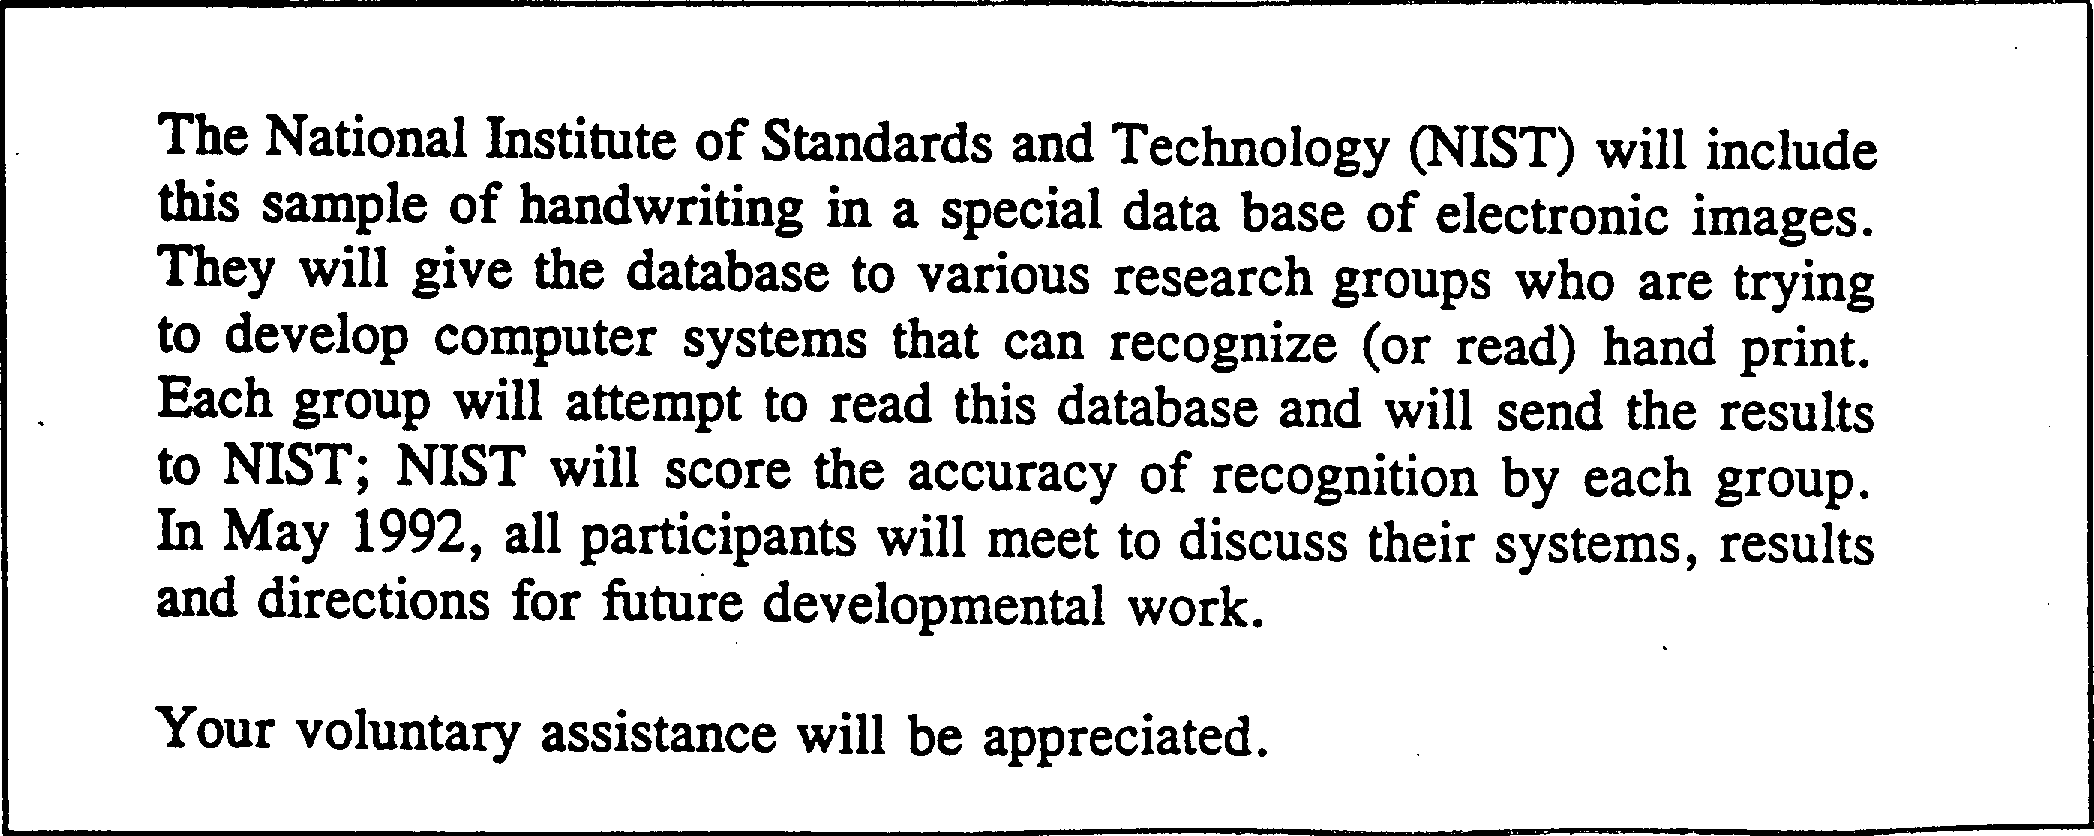 The National Institute of Standards and Technology (NIST) will include
this sample of handwriting in a special data base of electronic images.
They will give the database to various research groups who are trying
to develop computer systems that can recognize (or read) hand print.
Each group will attempt to read this database and will send the results
to NIST; NIST will score the accuracy of recognition by each group.
In May 1992, all participants will meet to discuss their systems, results
and directions for future developmental work.
Your voluntary assistance will be appreciated.